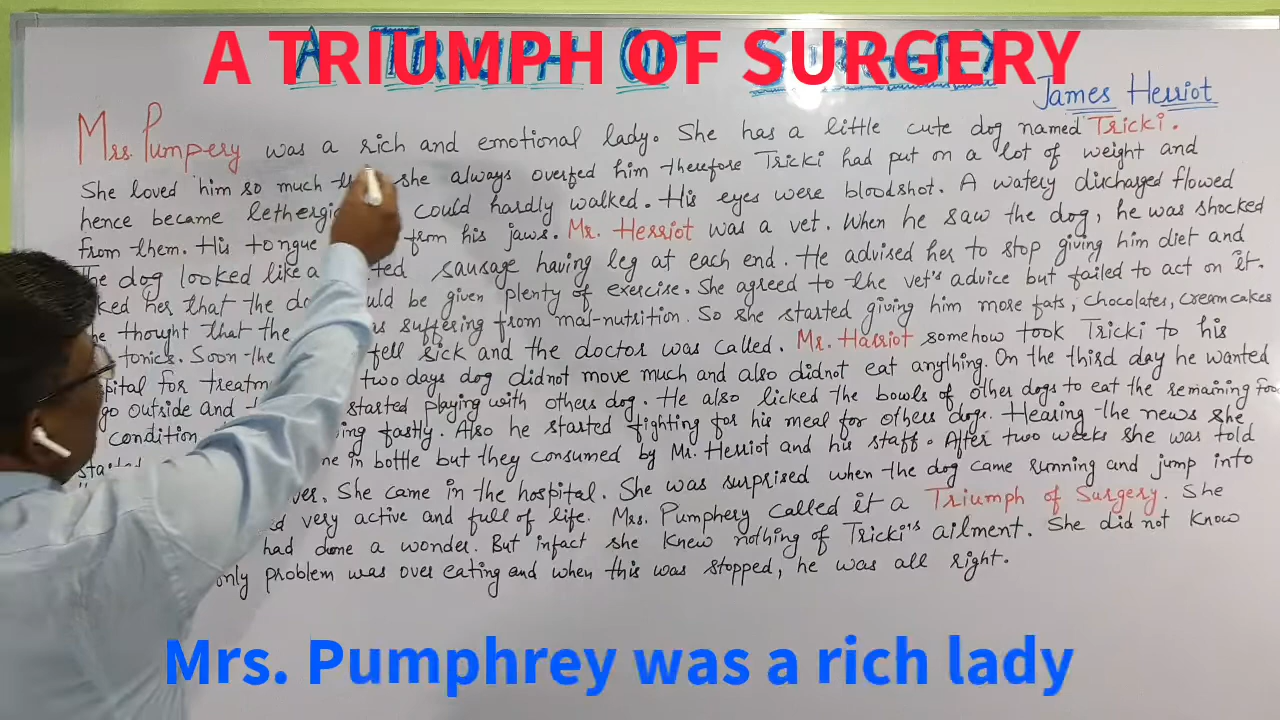 A TRIUMPH OF SURGERY
A TRIUMPH OF SURGERY
James Herriot
Mrs. Pumpery was a rich and emotional lady. She has a little cute dog named Tricki.
She loved him so much she always overfed him therefore Tricki had put on a lot of weight and
hence became lethergic could hardly walked. His eyes were bloodshot. A watery discharged flowed
from them. His tongue from his jaws. Mr. Herriot was a vet. When he saw the dog, he was shocked
The dog looked like a sausage having leg at each end. He advised her to stop giving him diet and
ked her that the be given plenty of exercise. She agreed to the vet's advice but failed to act on it.
thought that the suffering from mal-nutrition. So she started giving him more fats, chocolates, cream cakes
tonics. Soon the fell sick and the doctor was called. Mr. Harriot somehow took Tricki to his
pital for two days dog didnot move much and also didnot eat anything. On the third day he wanted
go outside and started playing with others dog. He also licked the bowls of other dogs to eat the remaining
condition ing fastly. Also he started fighting for his meal for others dogs. Hearing the news she
ne in bottle but they consumed by Mr. Herriot and his staff. After two weeks she was told
ver. She came in the hospital. She was surprised when the dog came running and jump into
d very active and full of life. Mrs. Pumphery called it a Triumph of Surgery. She
had done a wonder. But infact she knew nothing of Tricki's ailment. She did not know
only problem was over eating and when this was stopped, he was all right.
Mrs. Pumphrey was a rich lady